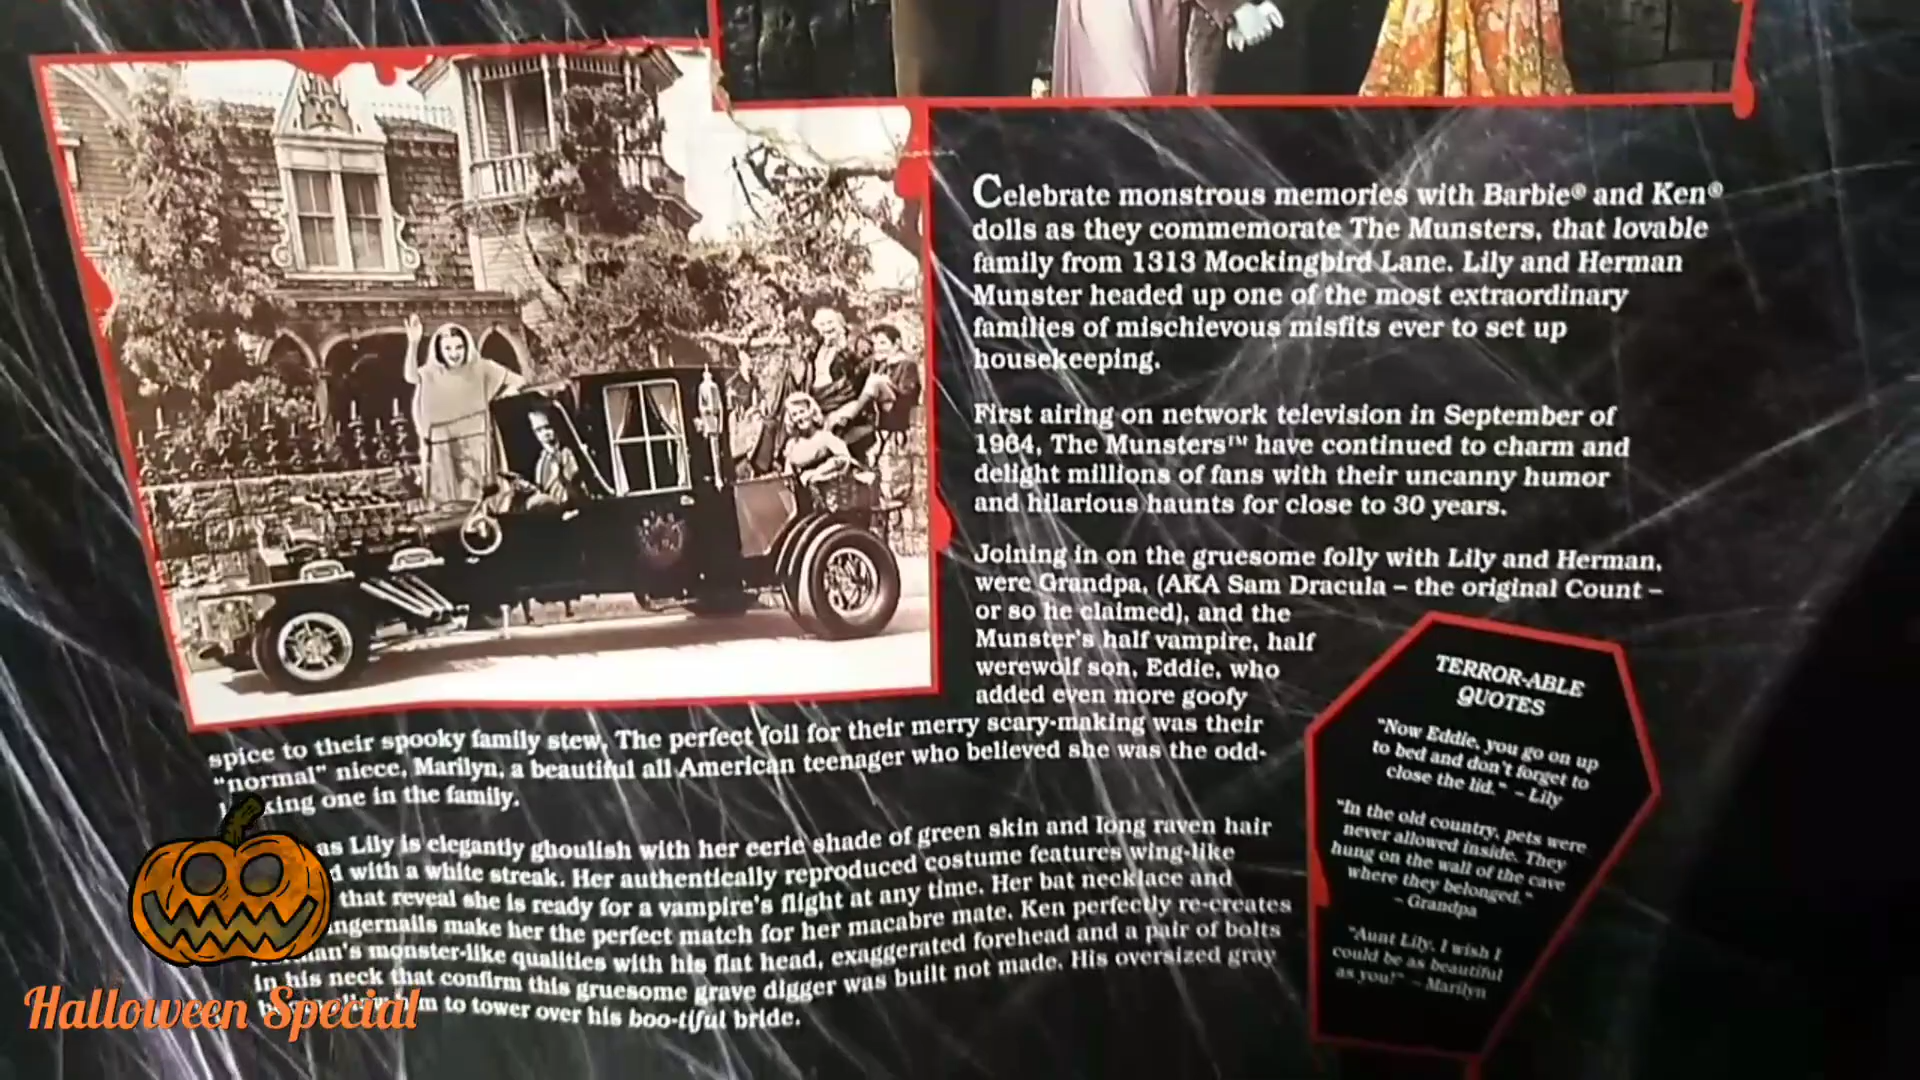 Celebrate monstrous memories with Barbie® and Ken®
dolls as they commemorate The Munsters, that lovable
family from 1313 Mockingbird Lane. Lily and Herman
Munster headed up one of the most extraordinary
families of mischievous misfits ever to set up
housekeeping.
First airing on network television in September of
1964, The Munsters™ have continued to charm and
delight millions of fans with their uncanny humor
and hilarious haunts for close to 30 years.
Joining in on the gruesome folly with Lily and Herman,
were Grandpa, (AKA Sam Dracula – the original Count –
or so he claimed), and the
Munster's half vampire, half
werewolf son, Eddie, who
added even more goofy
spice to their spooky family stew. The perfect foil for their merry scary-making was their
"normal" niece, Marilyn, a beautiful all American teenager who believed she was the odd-
king one in the family.
as Lily is elegantly ghoulish with her eerie shade of green skin and long raven hair
d with a white streak. Her authentically reproduced costume features wing-like
that reveal she is ready for a vampire's flight at any time. Her bat necklace and
ingernails make her the perfect match for her macabre mate. Ken perfectly re-creates
an's monster-like qualities with his flat head, exaggerated forehead and a pair of bolts
in his neck that confirm this gruesome grave digger was built not made. His oversized gray
m to tower over his boo-tiful bride.
TERROR-ABLE
QUOTES
"Now Eddie, you go on up
to bed and don't forget to
close the lid." – Lily
"In the old country, pets were
never allowed inside. They
hung on the wall of the cave
where they belonged."
– Grandpa
"Aunt Lily, I wish I
could be as beautiful
as you!" – Marilyn
Halloween Special